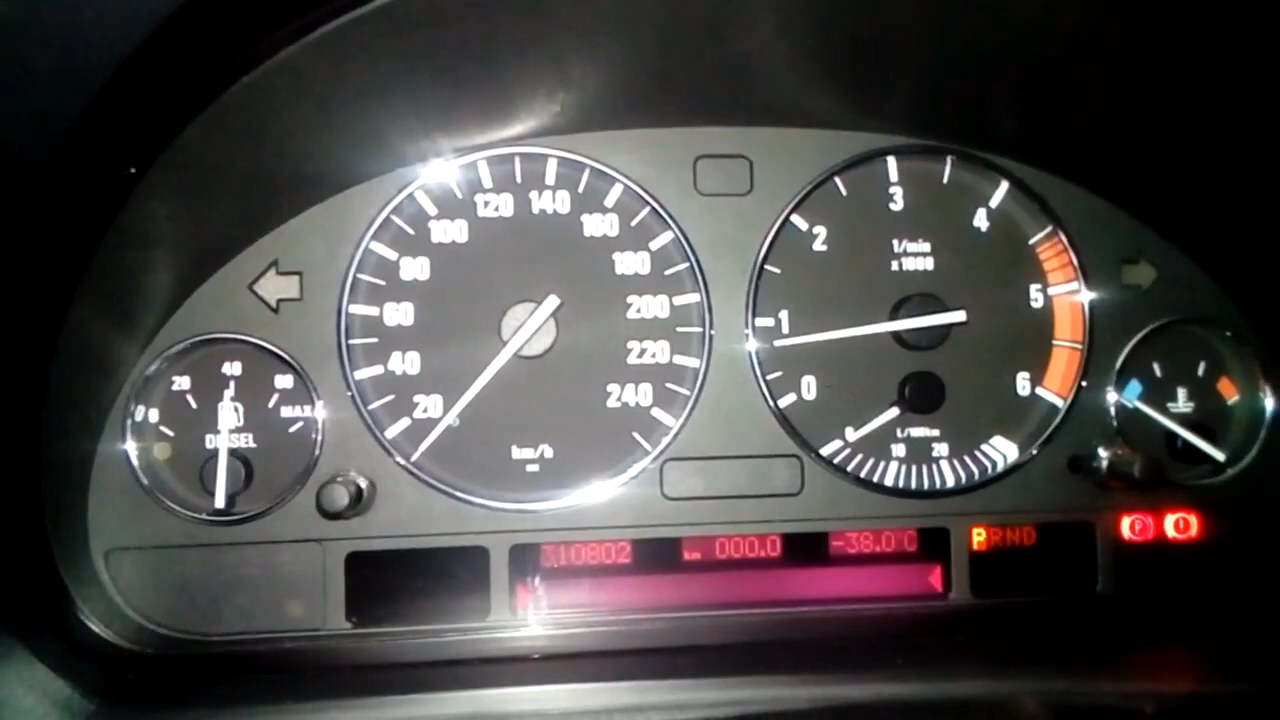 120 140
100 160
80 180
60 200
40 220
20 240
km/h
3
2 4
1/min
x1000
1 5
0 6
L/100km
0 10 20
40
20 60
0 MAX
DIESEL
310802 km 000.0 -38.0°C
PRND
P